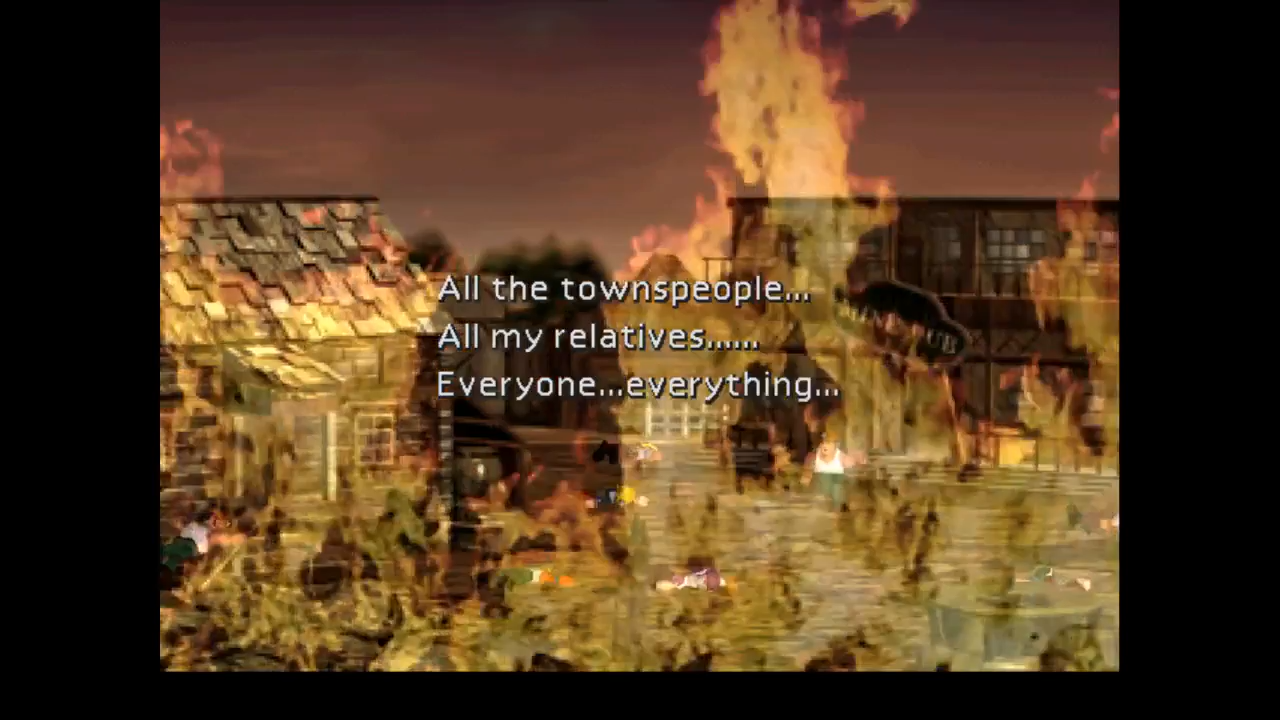 All the townspeople...
All my relatives......
Everyone...everything...